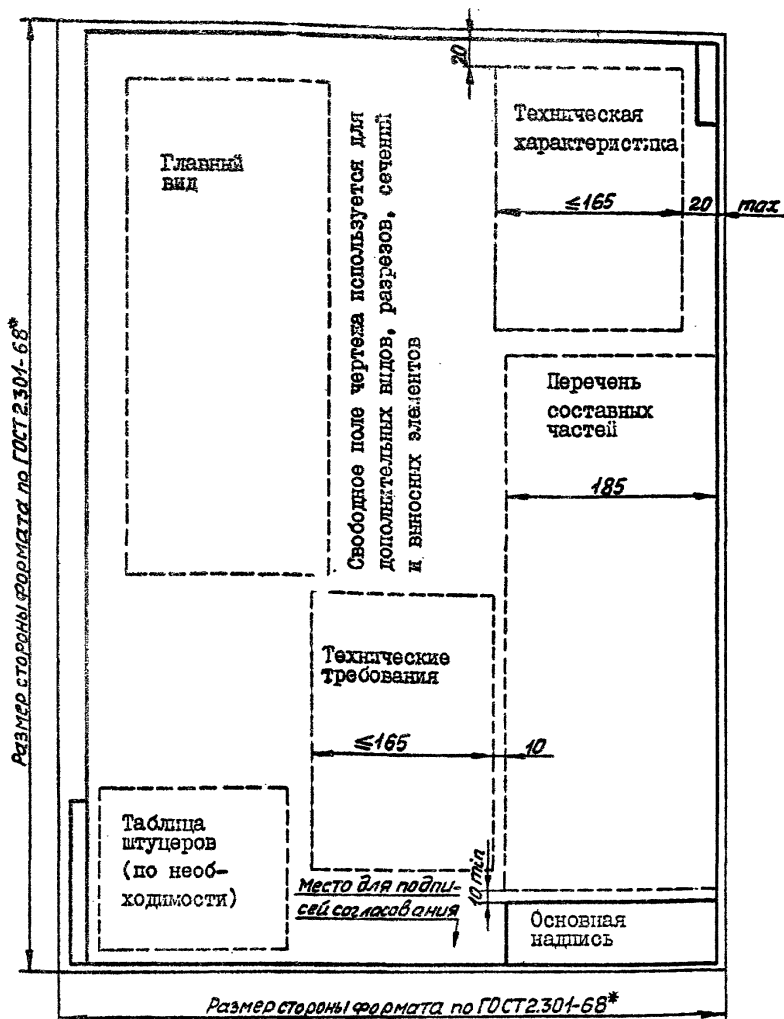 20
Техническая
характеристика
≤165
20
max
Главный
вид
Свободное поле чертежа используется для
дополнительных видов, разрезов, сечений
и выносных элементов
Размер стороны формата по ГОСТ 2.301-68*
Перечень
составных
частей
185
Технические
требования
≤165
10
Таблица
штуцеров
(по необ-
ходимости)
Место для подпи-
сей согласования
10 min
Основная
надпись
Размер стороны формата по ГОСТ 2.301-68*